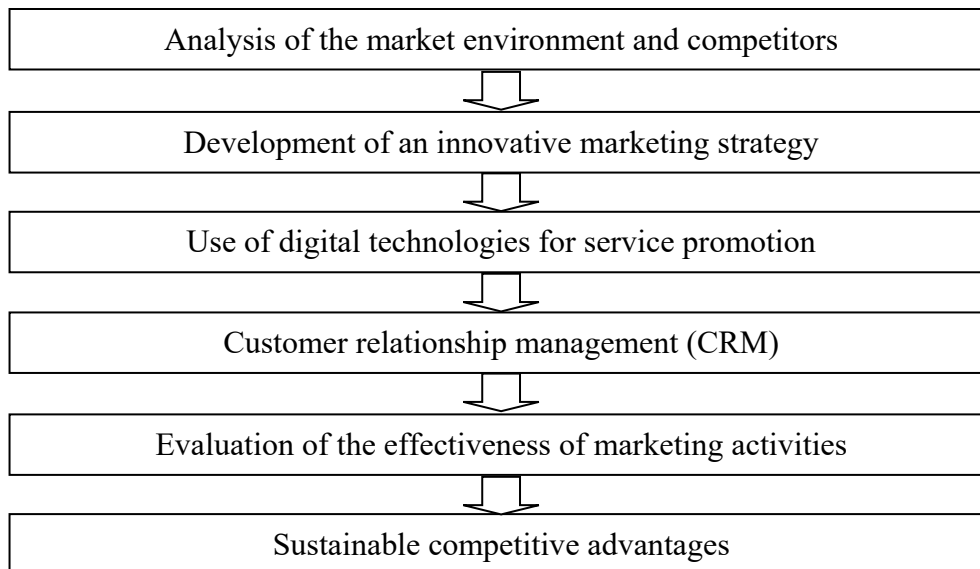 Analysis of the market environment and competitors
Development of an innovative marketing strategy
Use of digital technologies for service promotion
Customer relationship management (CRM)
Evaluation of the effectiveness of marketing activities
Sustainable competitive advantages